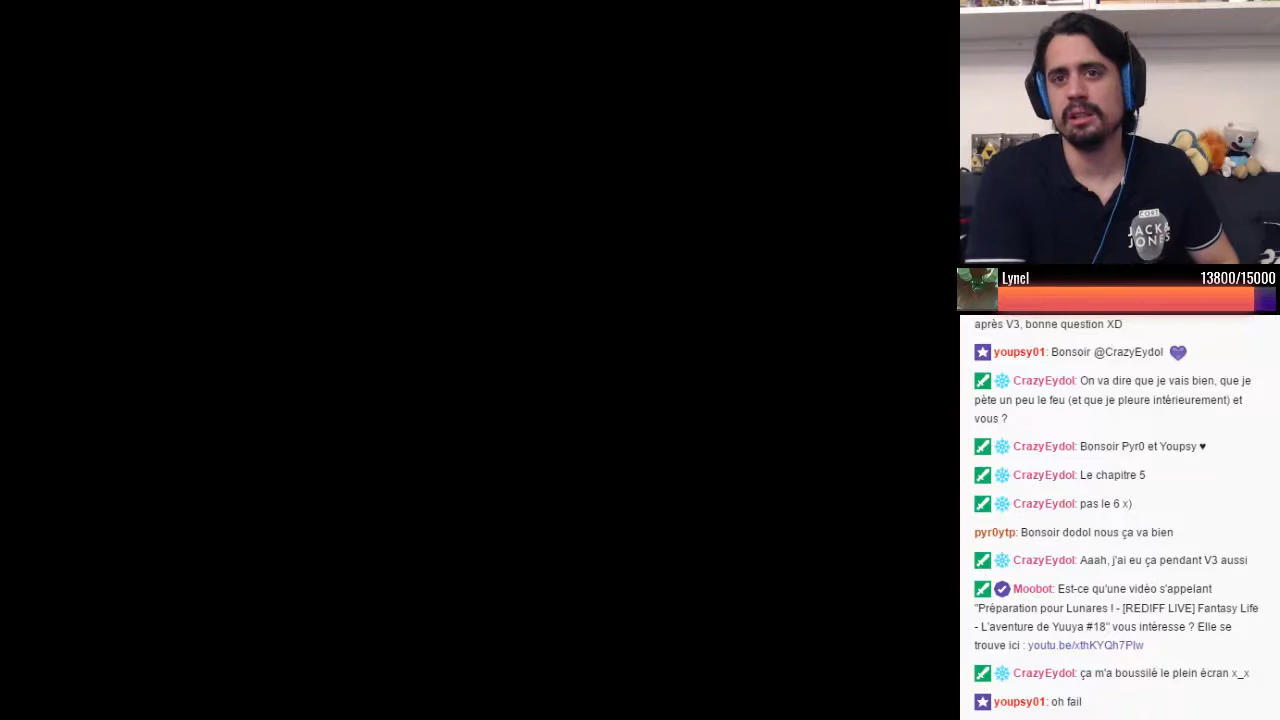 CORE
JACK&
JONES
Lynel 13800/15000
après V3, bonne question XD
youpsy01: Bonsoir @CrazyEydol
CrazyEydol: On va dire que je vais bien, que je
pète un peu le feu (et que je pleure intérieurement) et
vous ?
CrazyEydol: Bonsoir Pyr0 et Youpsy ♥
CrazyEydol: Le chapitre 5
CrazyEydol: pas le 6 x)
pyr0ytp: Bonsoir dodol nous ça va bien
CrazyEydol: Aaah, j'ai eu ça pendant V3 aussi
Moobot: Est-ce qu'une vidéo s'appelant
"Préparation pour Lunares ! - [REDIFF LIVE] Fantasy Life
- L'aventure de Yuuya #18" vous intéresse ? Elle se
trouve ici : youtu.be/xthKYQh7PIw
CrazyEydol: ça m'a boussilé le plein écran x_x
youpsy01: oh fail